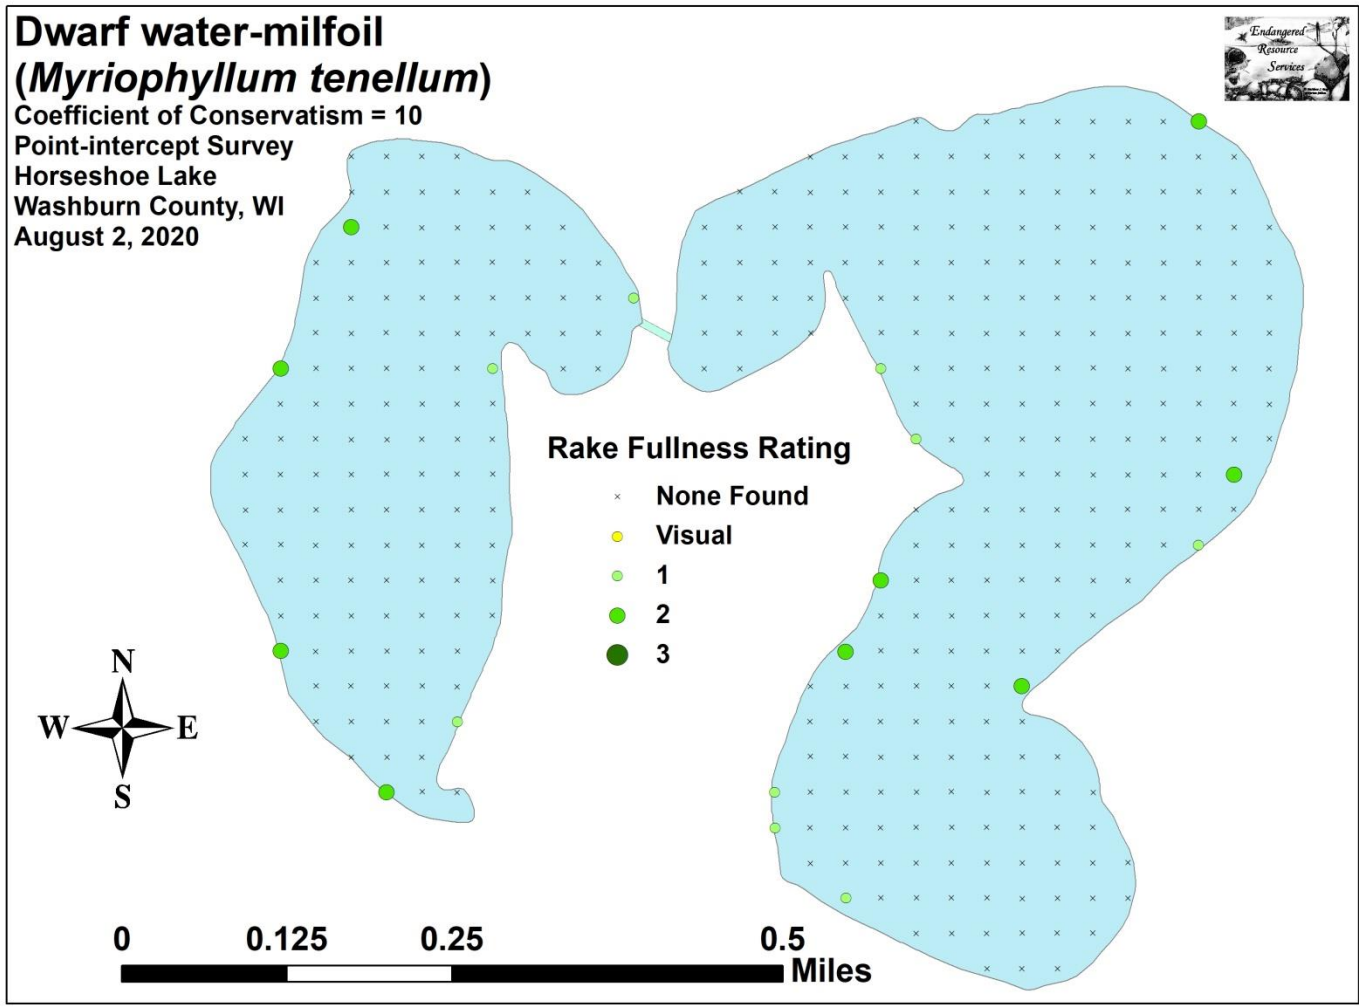 Dwarf water-milfoil
(Myriophyllum tenellum)
Coefficient of Conservatism = 10
Point-intercept Survey
Horseshoe Lake
Washburn County, WI
August 2, 2020
Endangered
Resource
Services
Rake Fullness Rating
None Found
Visual
1
2
3
N
W E
S
0 0.125 0.25 0.5
Miles